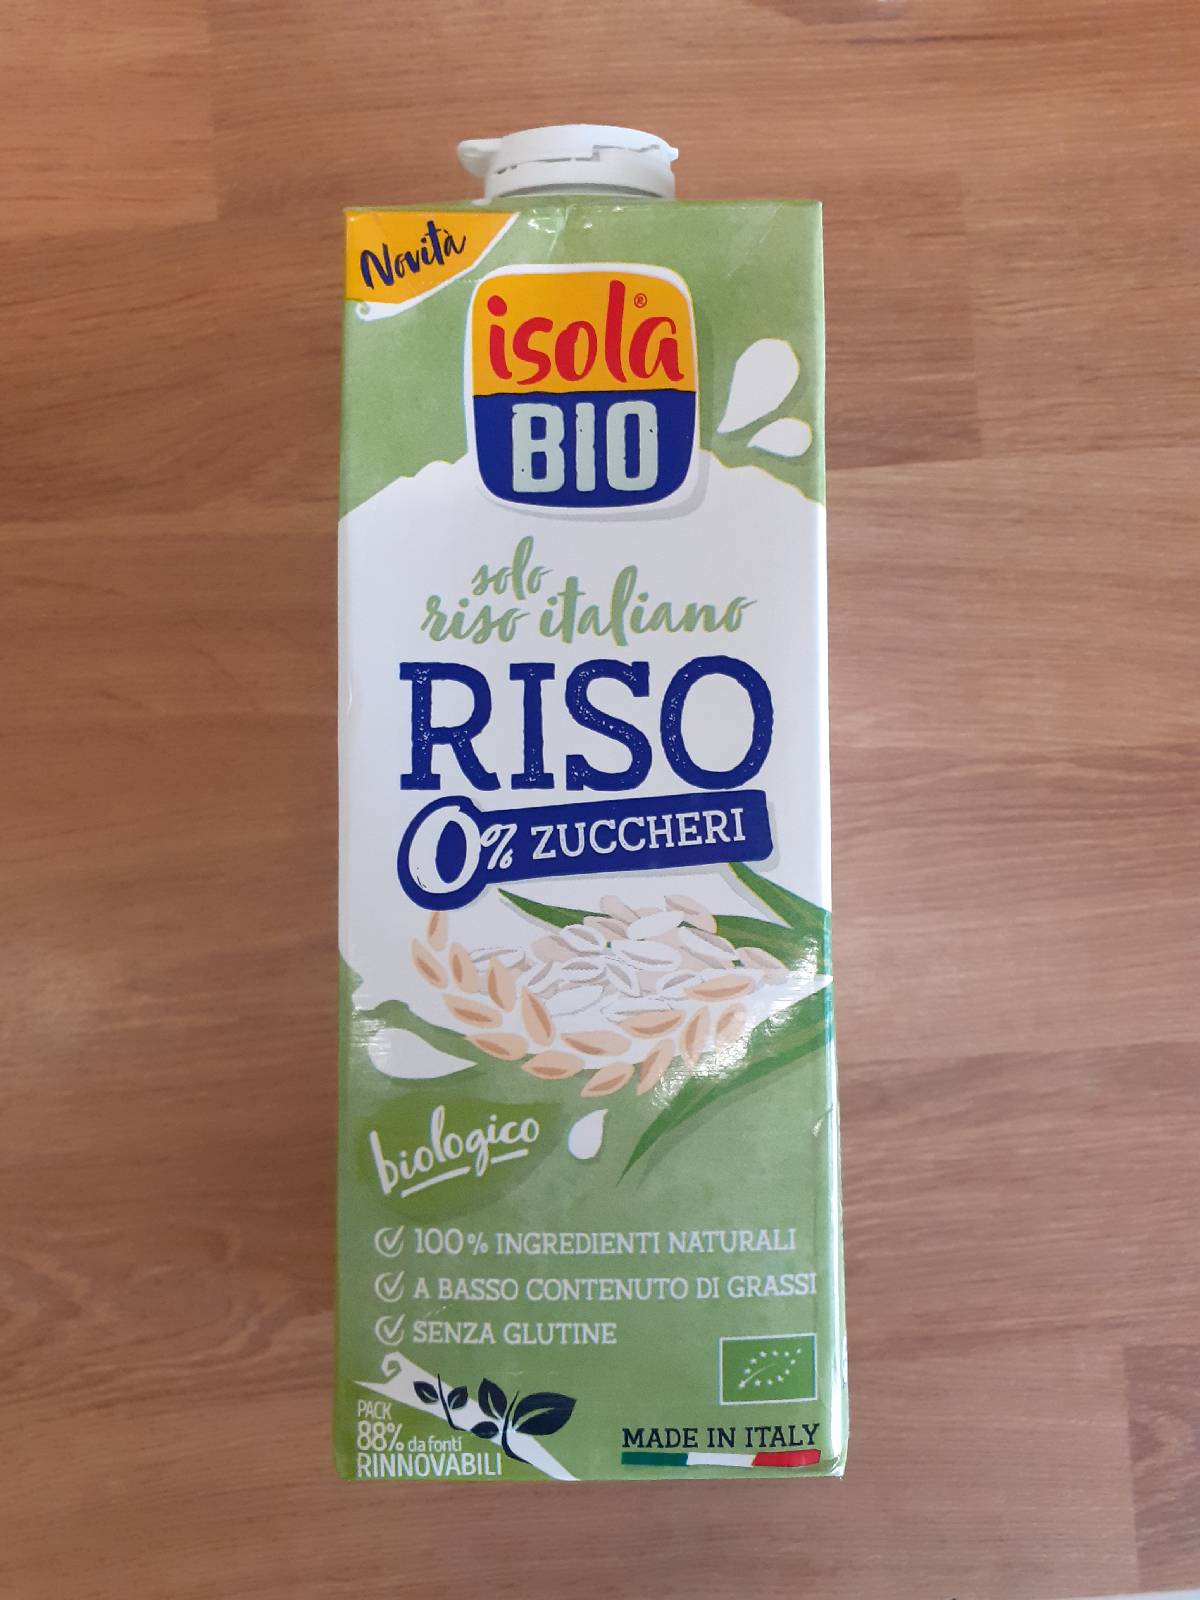 Novità
isola®
BIO
solo
riso italiano
RISO
0% ZUCCHERI
biologico
100% INGREDIENTI NATURALI
A BASSO CONTENUTO DI GRASSI
SENZA GLUTINE
PACK
88% da fonti
RINNOVABILI
MADE IN ITALY